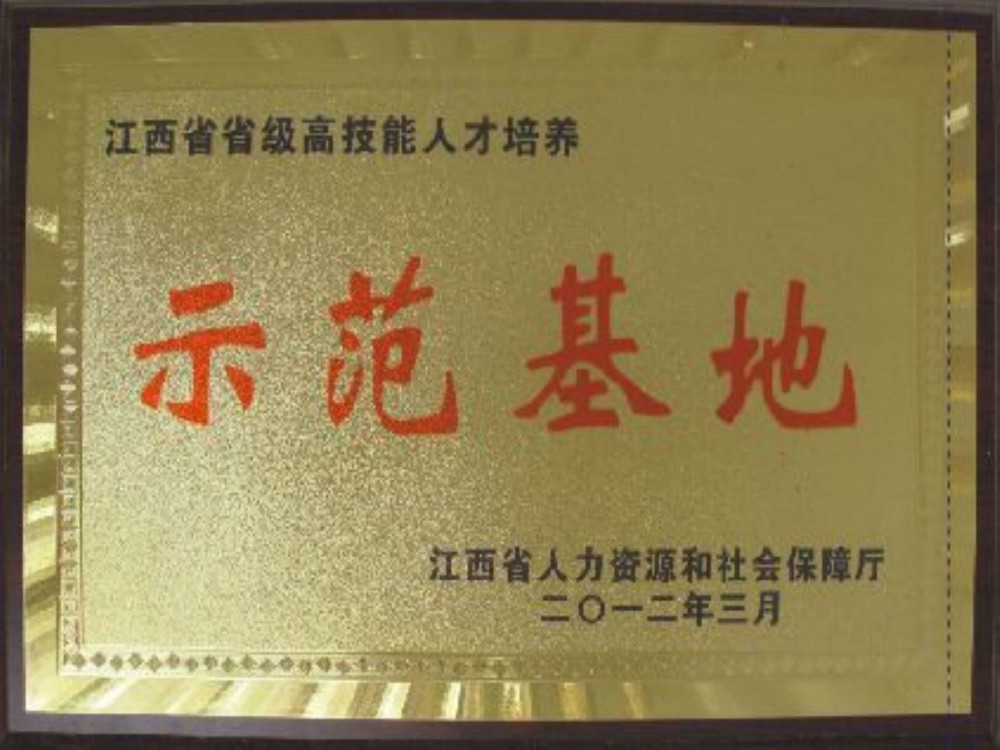 江西省省级高技能人才培养
示范基地
江西省人力资源和社会保障厅
二〇一二年三月